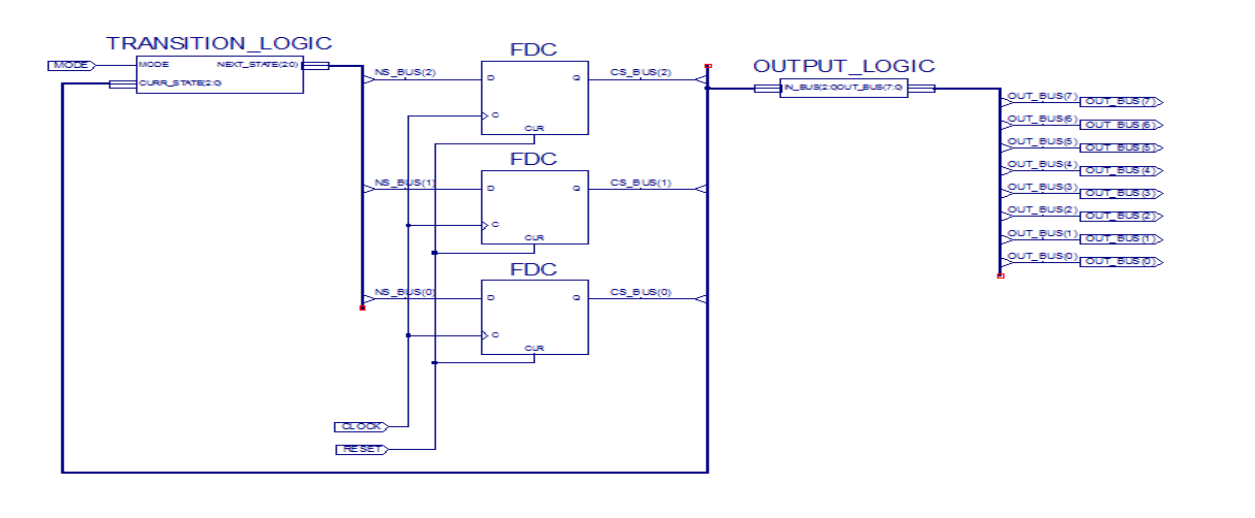 TRANSITION_LOGIC
MODE
MODE
NEXT_STATE(2:0)
CURR_STATE(2:0)
NS_BUS(2)
FDC
D
Q
C
CLR
CS_BUS(2)
NS_BUS(1)
FDC
D
Q
C
CLR
CS_BUS(1)
NS_BUS(0)
FDC
D
Q
C
CLR
CS_BUS(0)
CLOCK
RESET
OUTPUT_LOGIC
IN_BUS(2:0)
OUT_BUS(7:0)
OUT_BUS(7)
OUT_BUS(7)
OUT_BUS(6)
OUT_BUS(6)
OUT_BUS(5)
OUT_BUS(5)
OUT_BUS(4)
OUT_BUS(4)
OUT_BUS(3)
OUT_BUS(3)
OUT_BUS(2)
OUT_BUS(2)
OUT_BUS(1)
OUT_BUS(1)
OUT_BUS(0)
OUT_BUS(0)